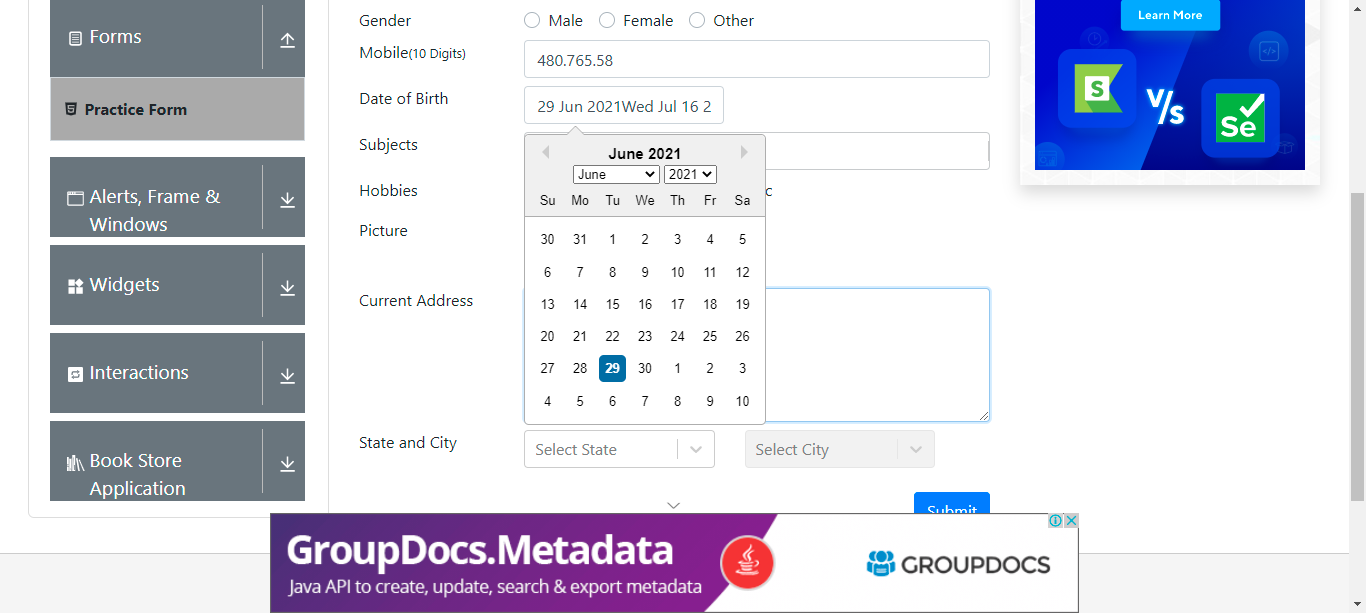 Forms
Practice Form
Alerts, Frame &
Windows
Widgets
Interactions
Book Store
Application
Gender
Male
Female
Other
Mobile(10 Digits)
480.765.58
Date of Birth
29 Jun 2021Wed Jul 16 2
Subjects
Hobbies
c
Picture
June 2021
June
2021
Su Mo Tu We Th Fr Sa
30 31 1 2 3 4 5
6 7 8 9 10 11 12
13 14 15 16 17 18 19
20 21 22 23 24 25 26
27 28 29 30 1 2 3
4 5 6 7 8 9 10
Current Address
State and City
Select State
Select City
Submit
Learn More
S
V/s
Se
GroupDocs.Metadata
Java API to create, update, search & export metadata
GROUPDOCS